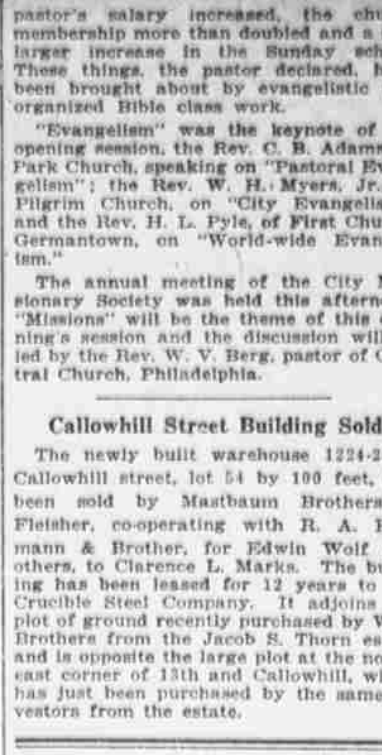 pastor's salary increased, the chu
membership more than doubled and a
larger increase in the Sunday sch
These things, the pastor declared, h
been brought about by evangelistic
organized Bible class work.
"Evangelism" was the keynote of
opening session, the Rev. C. B. Adams
Park Church, speaking on "Pastoral Ev
gelism"; the Rev. W. H. Myers, Jr.
Pilgrim Church, on "City Evangelis
and the Rev. H. L. Pyle, of First Chu
Germantown, on "World-wide Evan
ism."
The annual meeting of the City M
sionary Society was held this aftern
"Missions" will be the theme of this e
ning's session and the discussion will
led by the Rev. W. V. Berg, pastor of C
tral Church, Philadelphia.
Callowhill Street Building Sold
The newly built warehouse 1224-2
Callowhill street, lot 54 by 100 feet,
been sold by Mastbaum Brothers
Fleisher, co-operating with R. A. 
mann & Brother, for Edwin Wolf
others, to Clarence L. Marks. The bu
ing has been leased for 12 years to
Crucible Steel Company. It adjoins
plot of ground recently purchased by W
Brothers from the Jacob S. Thorn es
and is opposite the large plot at the no
east corner of 13th and Callowhill, wh
has just been purchased by the same
vestors from the estate.